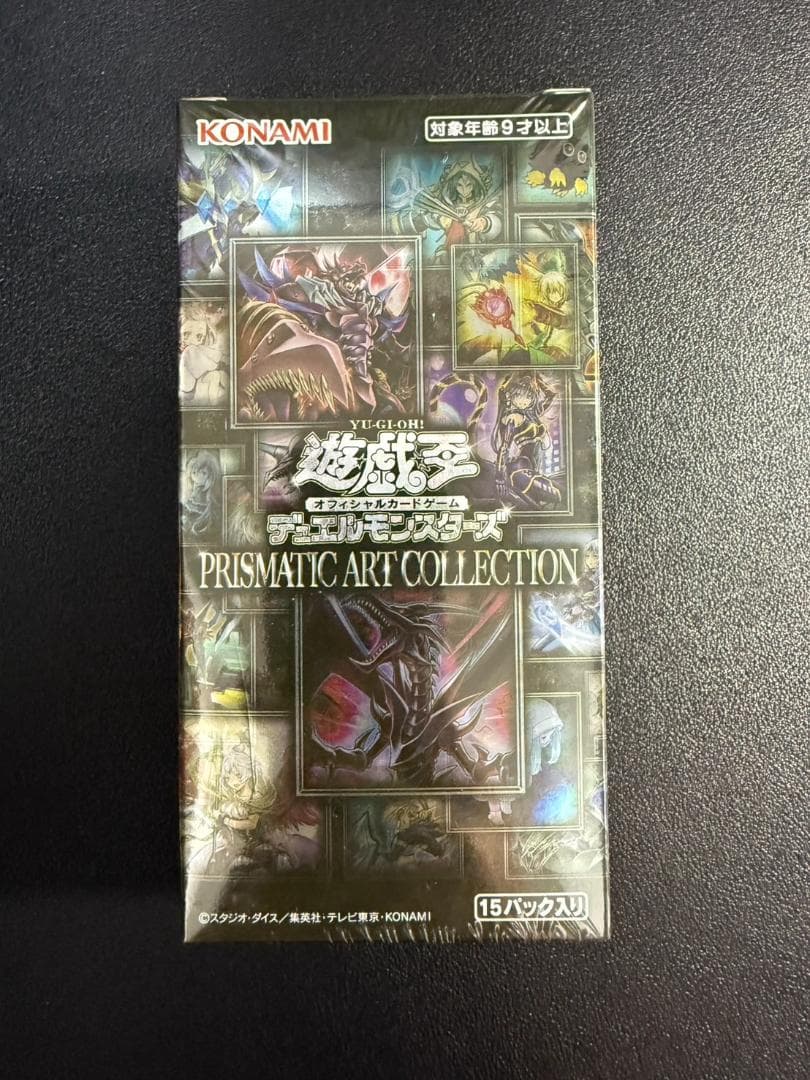 KONAMI
対象年齢9才以上
YU-GI-OH!
遊戯王
オフィシャルカードゲーム
デュエルモンスターズ
PRISMATIC ART COLLECTION
©スタジオ・ダイス/集英社・テレビ東京・KONAMI
15パック入り